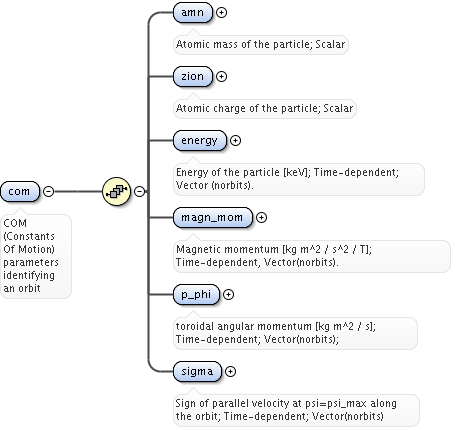 amn
Atomic mass of the particle; Scalar
zion
Atomic charge of the particle; Scalar
energy
Energy of the particle [keV]; Time-dependent;
Vector (norbits).
com
COM
(Constants
Of Motion)
parameters
identifying
an orbit
magn_mom
Magnetic momentum [kg m^2 / s^2 / T];
Time-dependent, Vector(norbits).
p_phi
toroidal angular momentum [kg m^2 / s];
Time-dependent; Vector(norbits);
sigma
Sign of parallel velocity at psi=psi_max along
the orbit; Time-dependent; Vector(norbits)